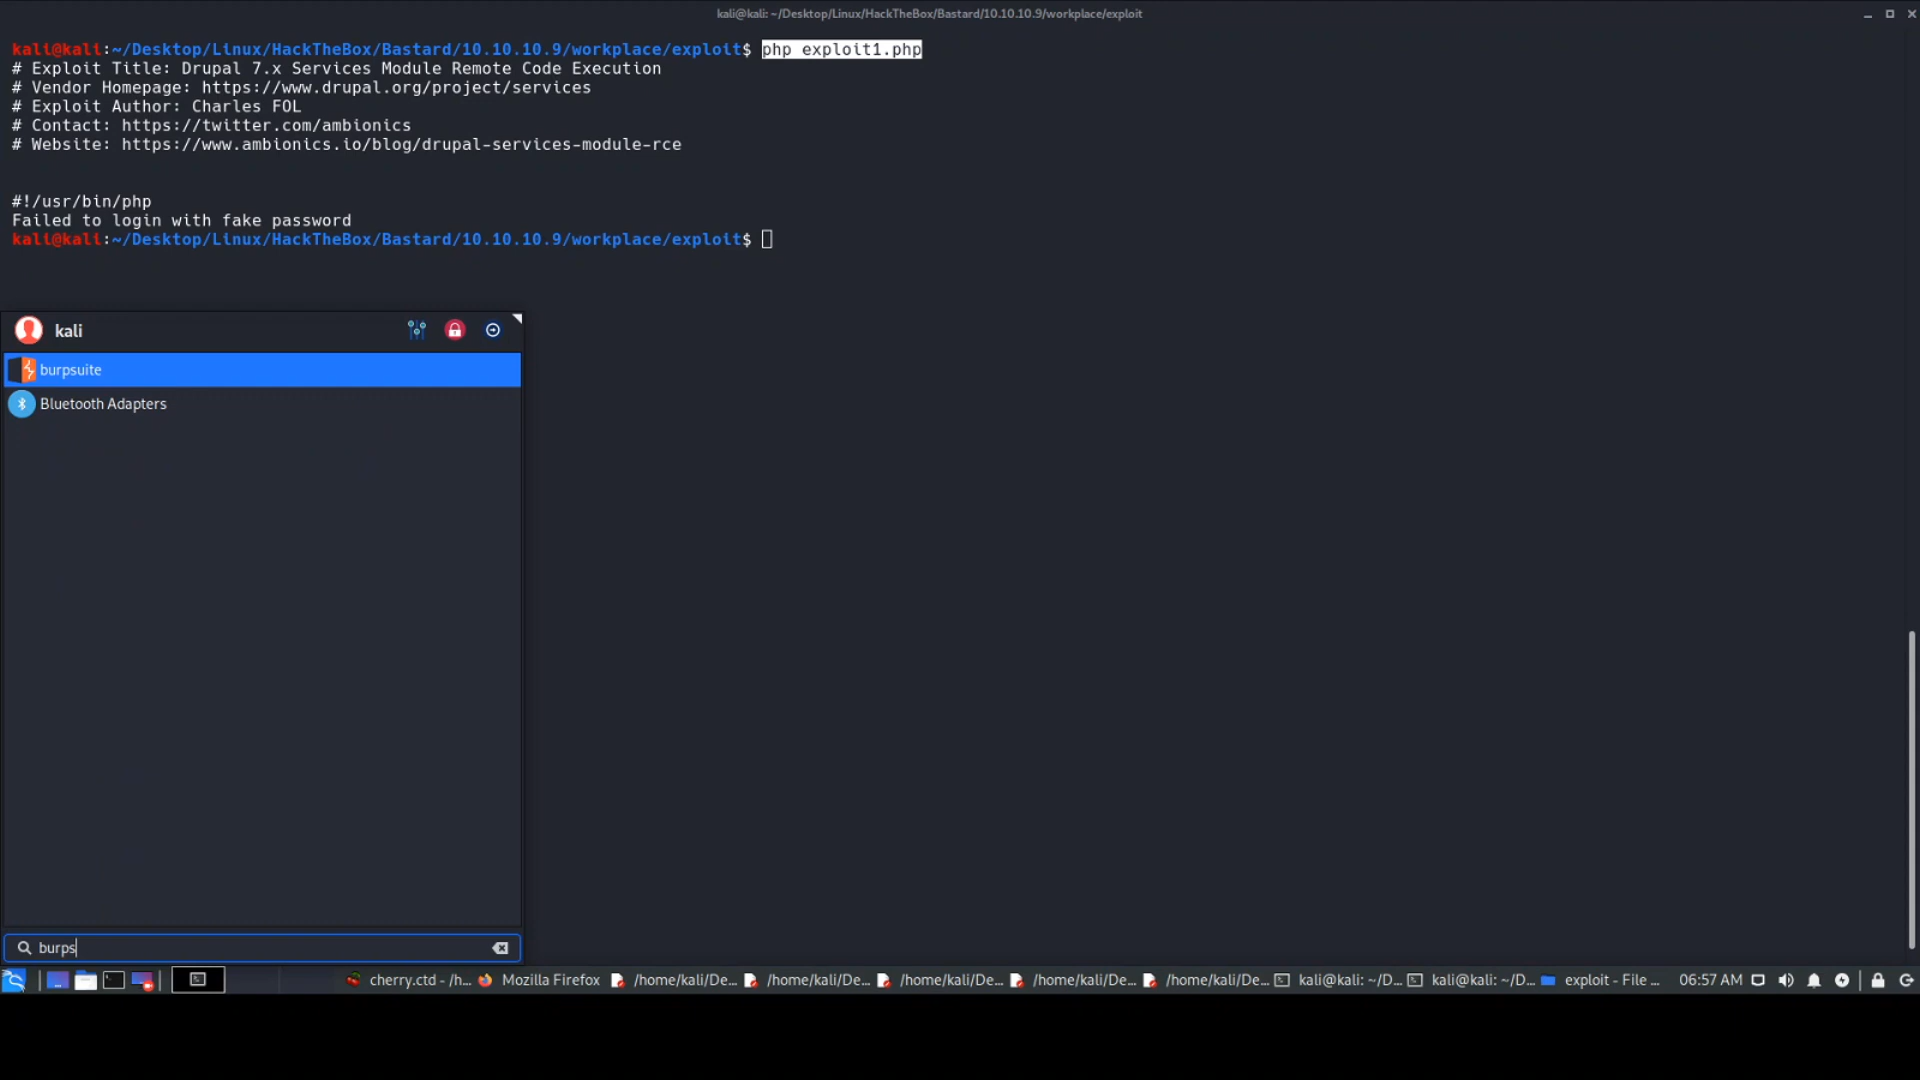 kali@kali: ~/Desktop/Linux/HackTheBox/Bastard/10.10.10.9/workplace/exploit
kali@kali:~/Desktop/Linux/HackTheBox/Bastard/10.10.10.9/workplace/exploit$ php exploit1.php
# Exploit Title: Drupal 7.x Services Module Remote Code Execution
# Vendor Homepage: https://www.drupal.org/project/services
# Exploit Author: Charles FOL
# Contact: https://twitter.com/ambionics
# Website: https://www.ambionics.io/blog/drupal-services-module-rce
#!/usr/bin/php
Failed to login with fake password
kali@kali:~/Desktop/Linux/HackTheBox/Bastard/10.10.10.9/workplace/exploit$
kali
burpsuite
Bluetooth Adapters
burps
cherry.ctd - /h... Mozilla Firefox /home/kali/De... /home/kali/De... /home/kali/De... /home/kali/De... /home/kali/De... kali@kali: ~/D... kali@kali: ~/D... exploit - File ... 06:57 AM